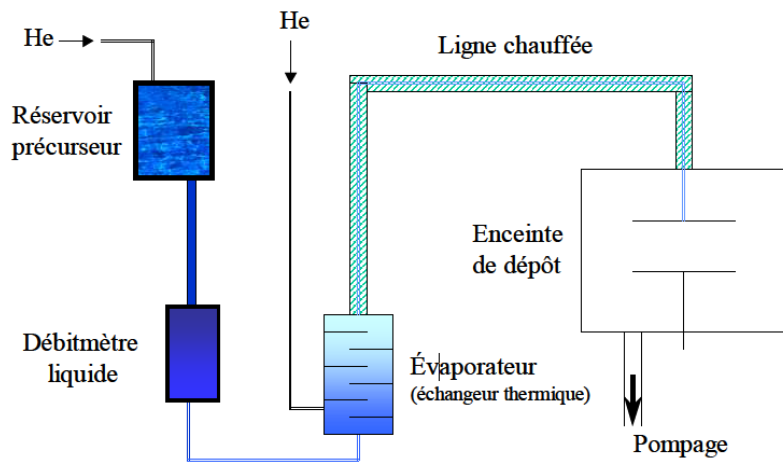 He
He
Ligne chauffée
Réservoir
précurseur
Enceinte
de dépôt
Débitmètre
liquide
Évaporateur
(échangeur thermique)
Pompage